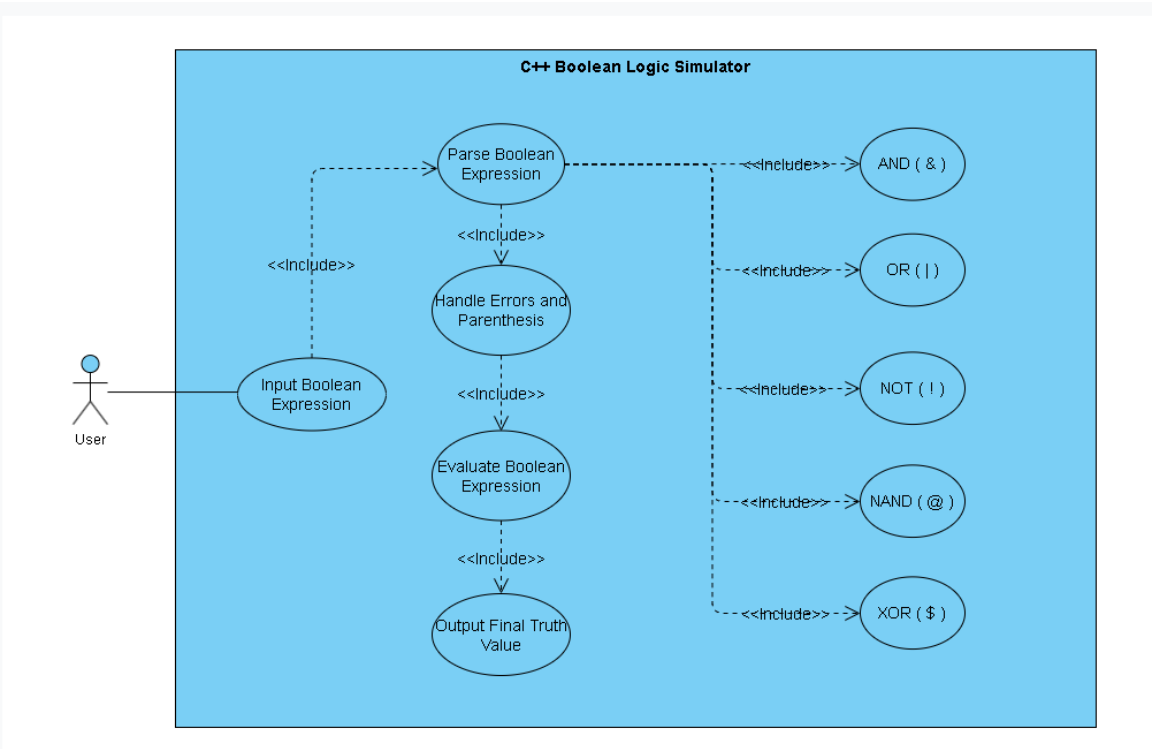 C++ Boolean Logic Simulator
Parse Boolean
Expression
<<Include>>
AND ( & )
<<Include>>
<<Include>>
<<Include>>
OR ( | )
Handle Errors and
Parenthesis
Input Boolean
Expression
User
<<Include>>
<<Include>>
NOT ( ! )
Evaluate Boolean
Expression
<<Include>>
NAND ( @ )
<<Include>>
Output Final Truth
Value
<<Include>>
XOR ( $ )